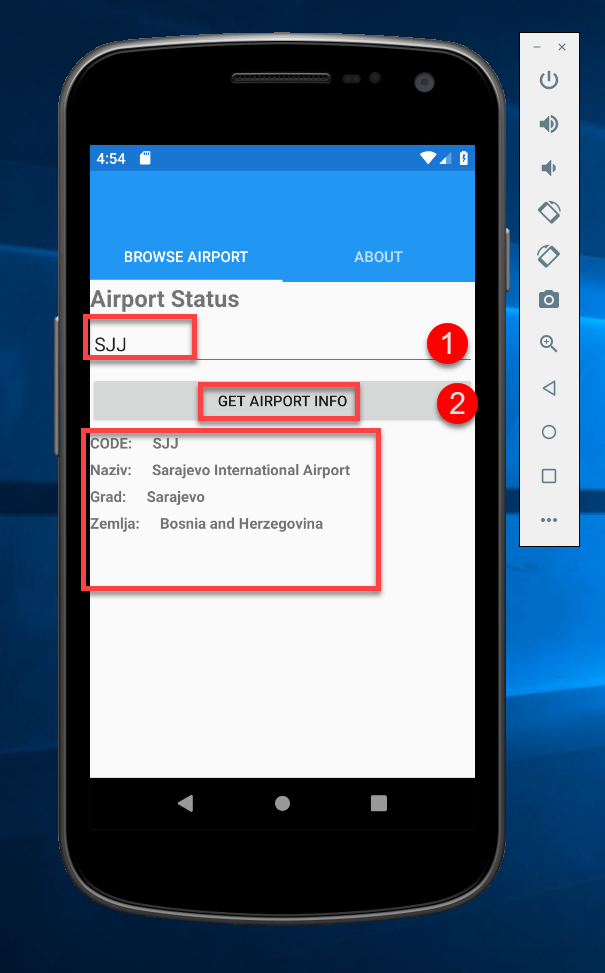 4:54
BROWSE AIRPORT ABOUT
Airport Status
SJJ
1
GET AIRPORT INFO
2
CODE: SJJ
Naziv: Sarajevo International Airport
Grad: Sarajevo
Zemlja: Bosnia and Herzegovina